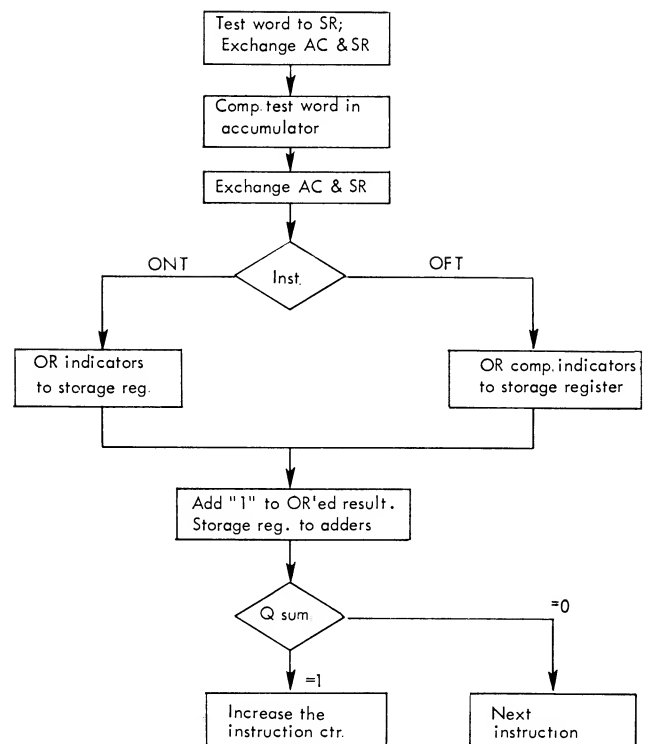 Test word to SR;
Exchange AC & SR
Comp. test word in
accumulator
Exchange AC & SR
Inst.
ONT
OFT
OR indicators
to storage reg.
OR comp. indicators
to storage register
Add "1" to OR'ed result.
Storage reg. to adders
Q sum
=0
=1
Increase the
instruction ctr.
Next
instruction